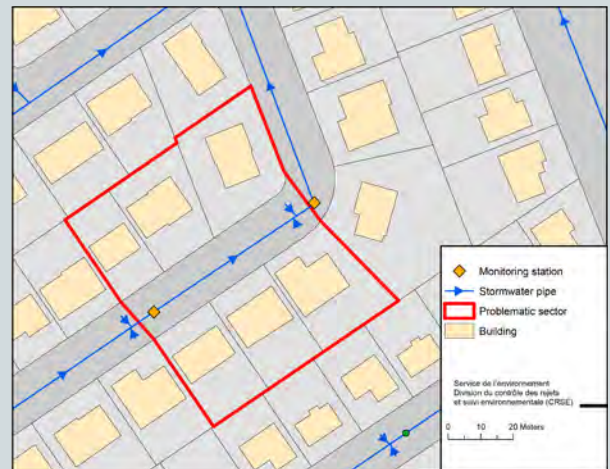 Monitoring station
Stormwater pipe
Problematic sector
Building
Service de l'environnement
Division du contrôle des rejets
et suivi environnementale (CRSE)
0 10 20 Meters